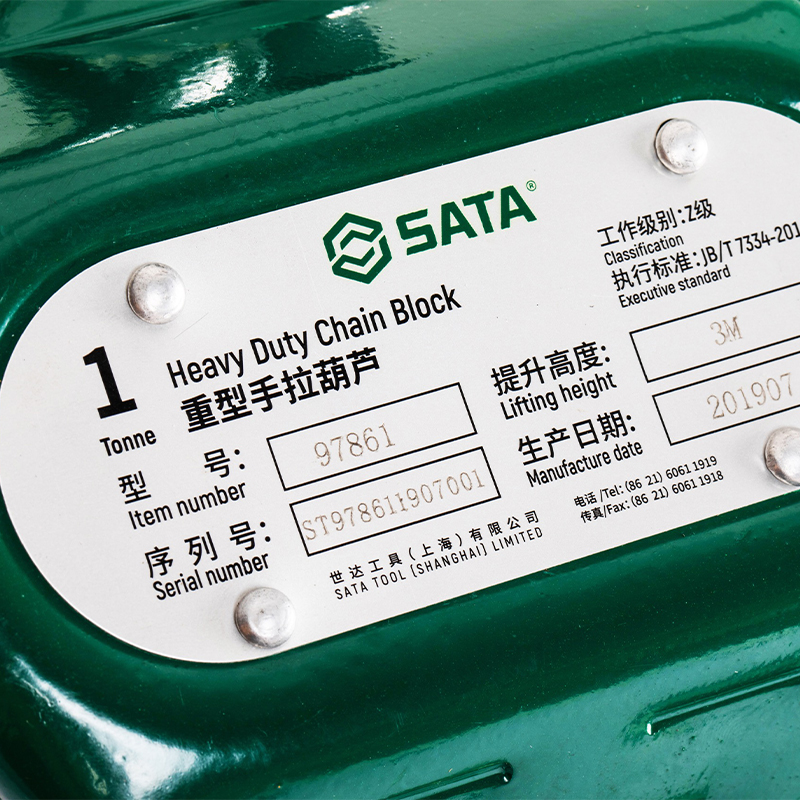 SATA®
工作级别：Z级
Classification
执行标准：JB/T 7334-201
Executive standard
1
Tonne
Heavy Duty Chain Block
重型手拉葫芦
型 号： 97861
Item number
序列号： ST978611907001
Serial number
提升高度： 3M
Lifting height
生产日期： 201907
Manufacture date
世达工具（上海）有限公司
SATA TOOL (SHANGHAI) LIMITED
电话/Tel：(86 21) 6061 1919
传真/Fax：(86 21) 6061 1918